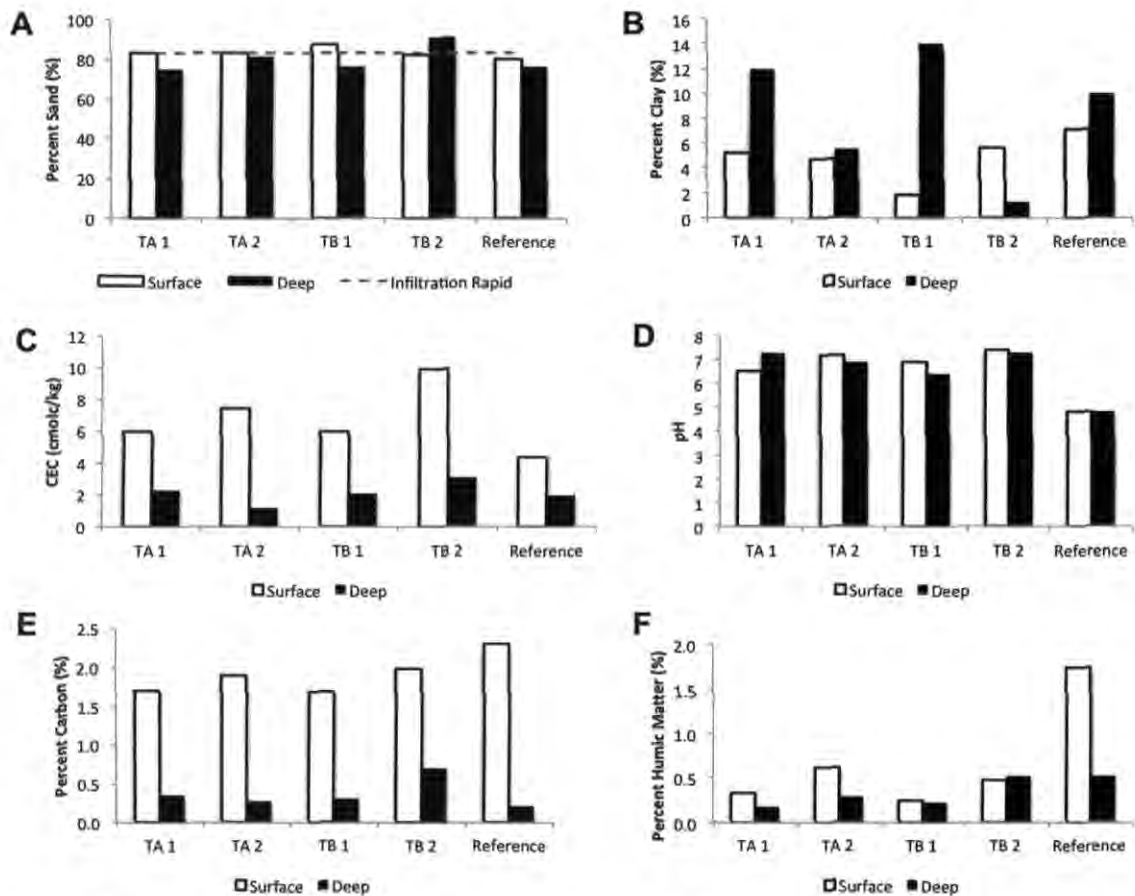 A
Percent Sand (%)
100
80
60
40
20
0
TA 1 TA 2 TB 1 TB 2 Reference
Surface Deep Infiltration Rapid
B
Percent Clay (%)
16
14
12
10
8
6
4
2
0
TA 1 TA 2 TB 1 TB 2 Reference
Surface Deep
C
CEC (cmolc/kg)
12
10
8
6
4
2
0
TA 1 TA 2 TB 1 TB 2 Reference
Surface Deep
D
pH
8
7
6
5
4
3
2
1
0
TA 1 TA 2 TB 1 TB 2 Reference
Surface Deep
E
Percent Carbon (%)
2.5
2.0
1.5
1.0
0.5
0.0
TA 1 TA 2 TB 1 TB 2 Reference
Surface Deep
F
Percent Humic Matter (%)
2.0
1.5
1.0
0.5
0.0
TA 1 TA 2 TB 1 TB 2 Reference
Surface Deep